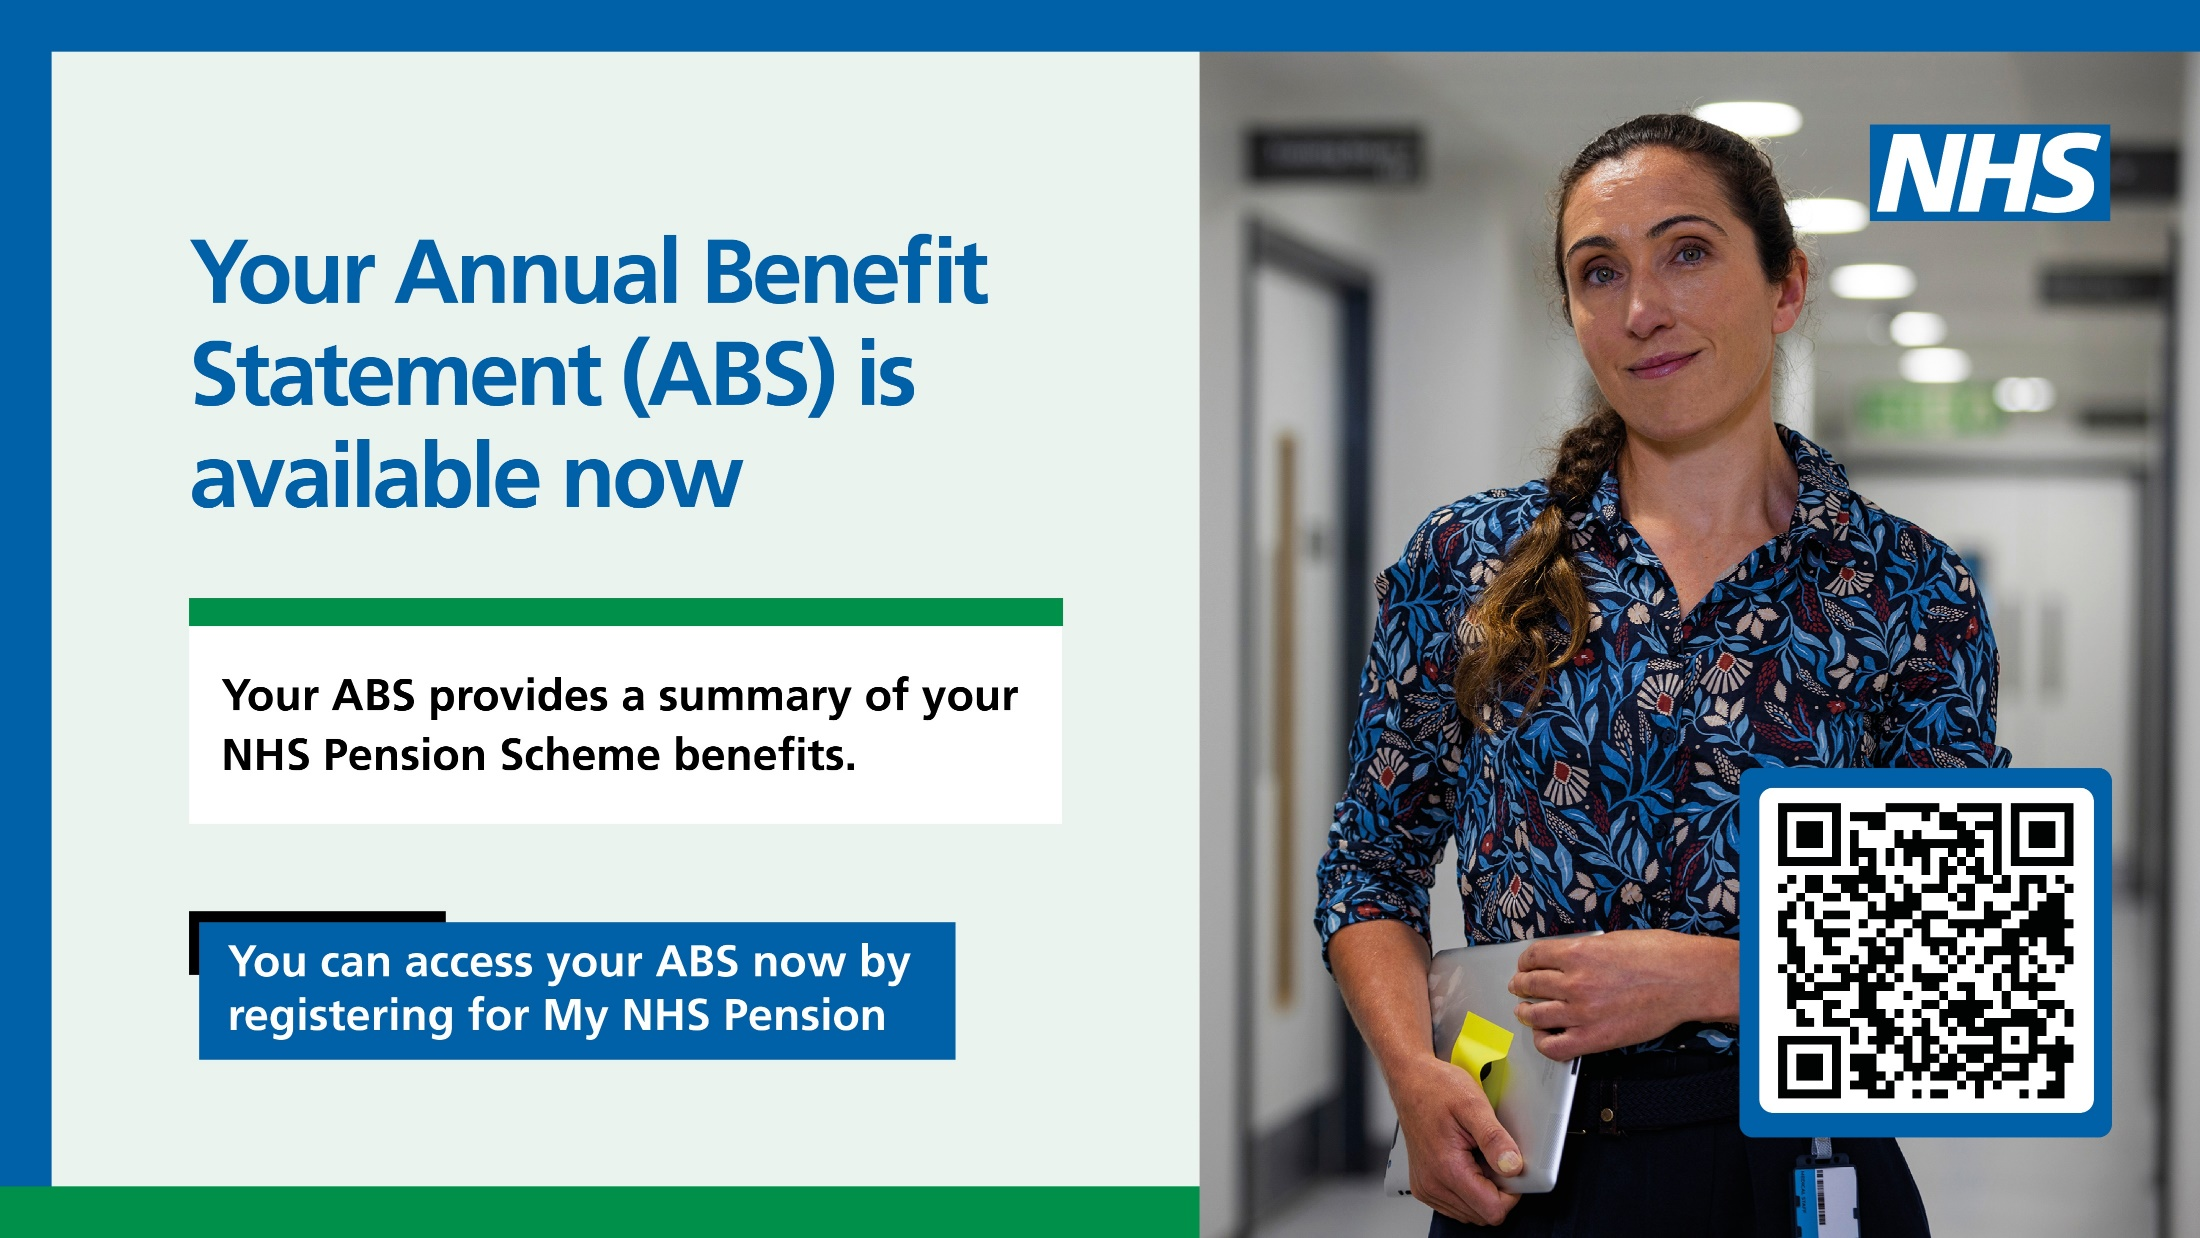 Your Annual Benefit
Statement (ABS) is
available now
Your ABS provides a summary of your
NHS Pension Scheme benefits.
You can access your ABS now by
registering for My NHS Pension
NHS